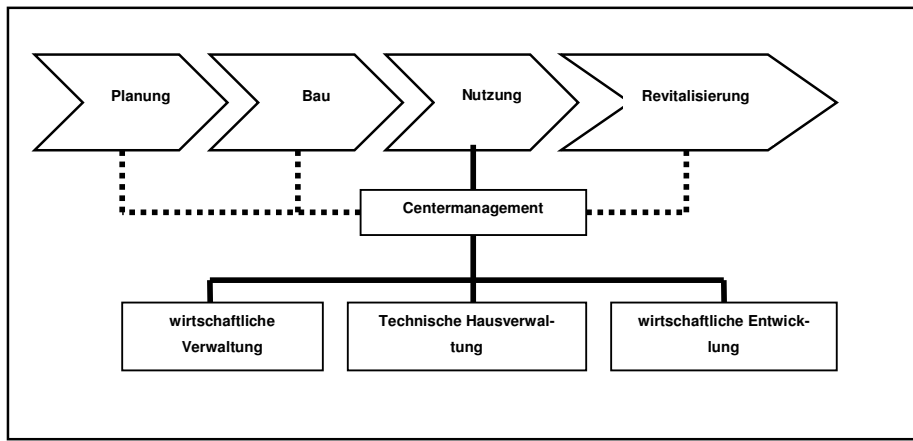 Planung
Bau
Nutzung
Revitalisierung
Centermanagement
wirtschaftliche
Verwaltung
Technische Hausverwal-
tung
wirtschaftliche Entwick-
lung